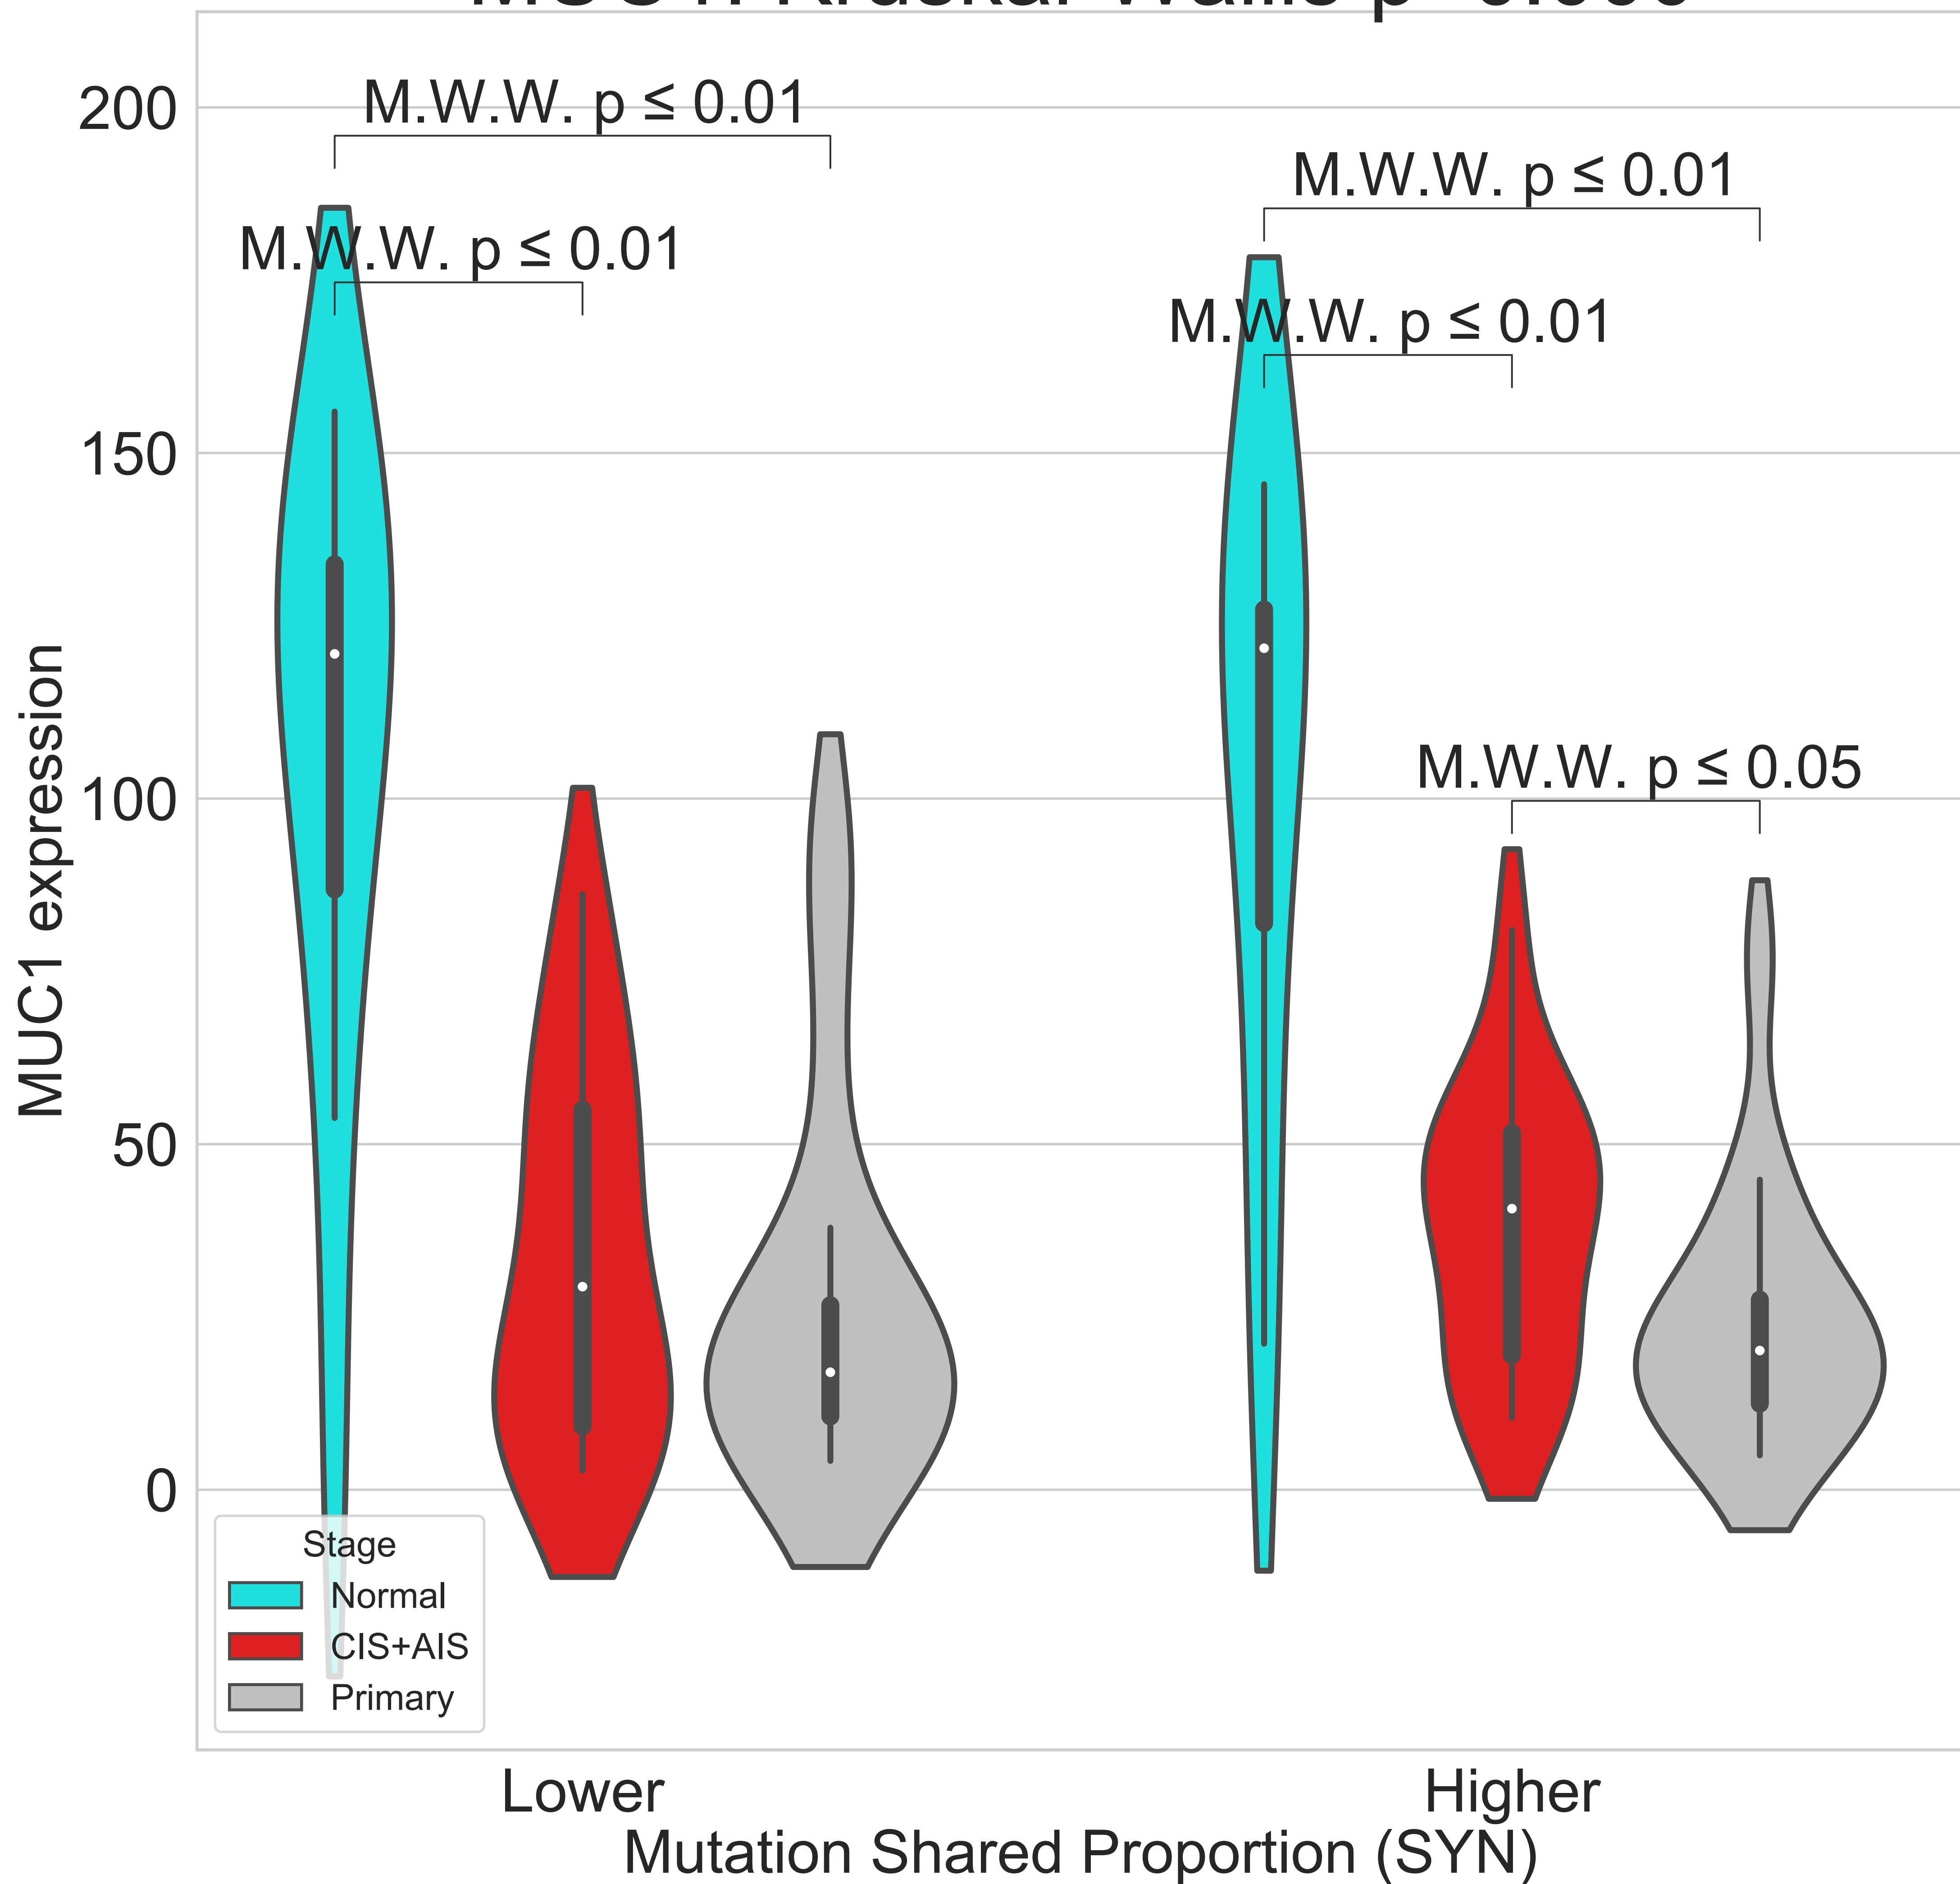 200
M.W.W. p ≤ 0.01
M.W.W. p ≤ 0.01
M.W.W. p ≤ 0.01
M.W.W. p ≤ 0.01
150
M.W.W. p ≤ 0.05
100
50
0
MUC1 expression
Stage
Normal
CIS+AIS
Primary
Lower
Higher
Mutation Shared Proportion (SYN)